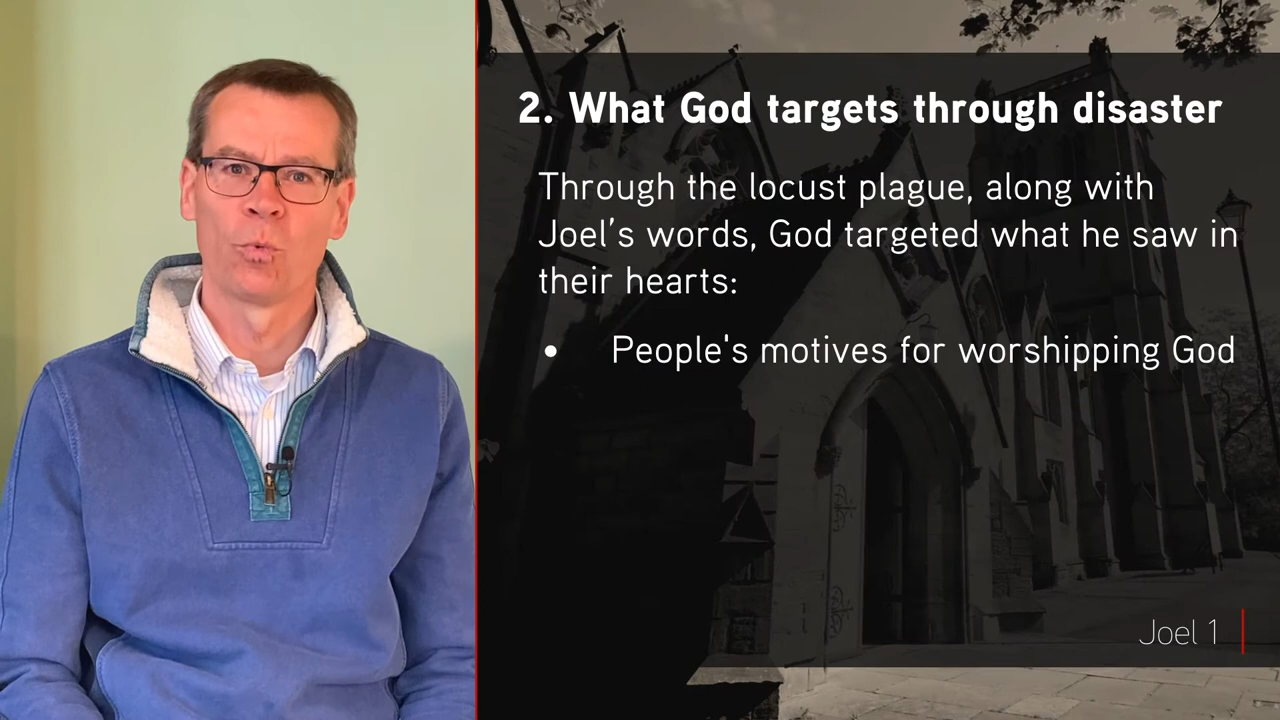 2. What God targets through disaster
Through the locust plague, along with
Joel’s words, God targeted what he saw in
their hearts:
• People's motives for worshipping God
Joel 1